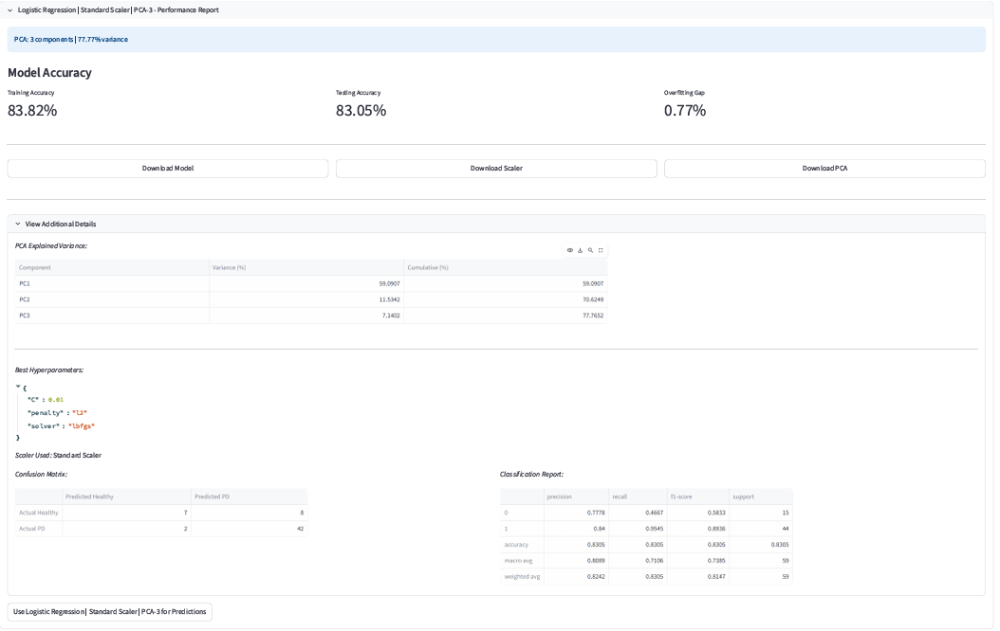 Logistic Regression | Standard Scaler | PCA-3 - Performance Report
PCA: 3 components | 77.77% variance
Model Accuracy
Training Accuracy Testing Accuracy Overfitting Gap
83.82% 83.05% 0.77%
Download Model Download Scaler Download PCA
View Additional Details
PCA Explained Variance:
Component Variance (%) Cumulative (%)
PC1 59.0907 59.0907
PC2 11.5342 70.6249
PC3 7.1402 77.7652
Best Hyperparameters:
{
"C" : 0.01
"penalty" : "l2"
"solver" : "lbfgs"
}
Scaler Used: Standard Scaler
Confusion Matrix: Classification Report:
Predicted Healthy Predicted PD precision recall f1-score support
Actual Healthy 7 8 0 0.7778 0.4667 0.5833 15
Actual PD 2 42 1 0.84 0.9545 0.8936 44
accuracy 0.8305 0.8305 0.8305 0.8305
macro avg 0.8089 0.7106 0.7385 59
weighted avg 0.8242 0.8305 0.8147 59
Use Logistic Regression | Standard Scaler | PCA-3 for Predictions